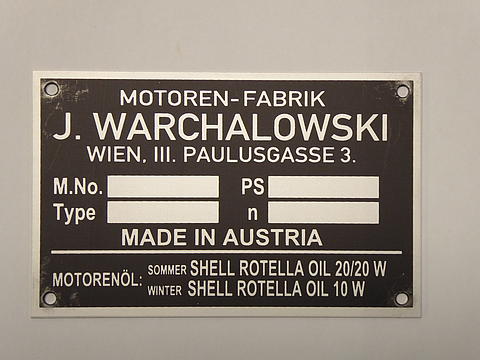 MOTOREN-FABRIK
J. WARCHALOWSKI
WIEN, III. PAULUSGASSE 3.
M.No. PS
Type n
MADE IN AUSTRIA
MOTORENÖL: SOMMER SHELL ROTELLA OIL 20/20 W
WINTER SHELL ROTELLA OIL 10 W